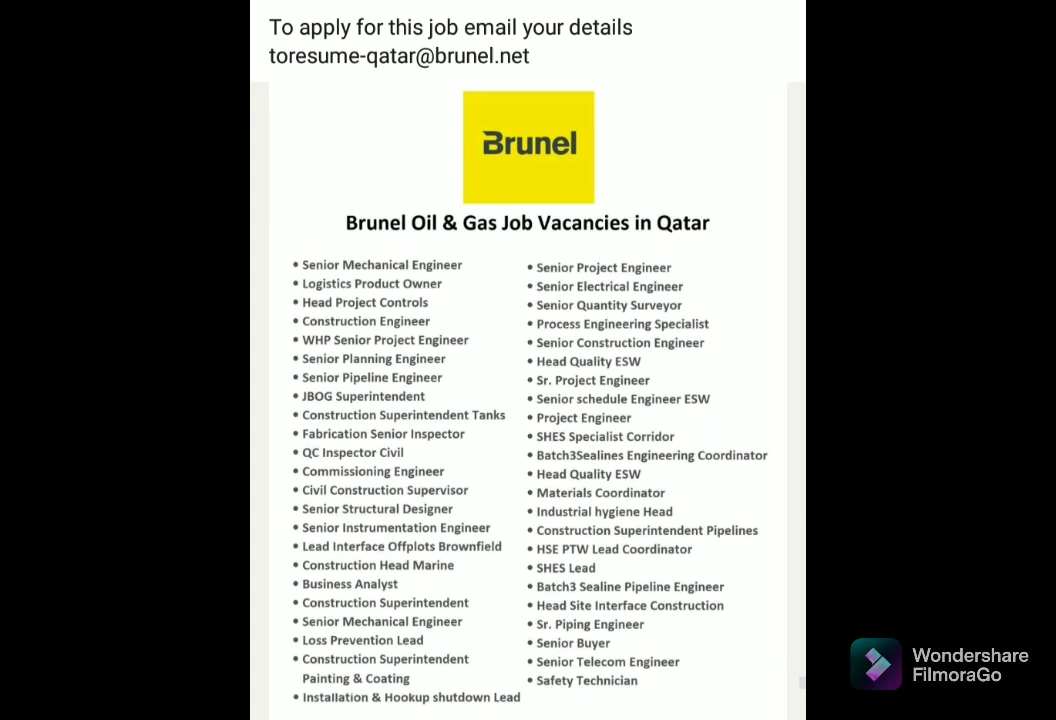 To apply for this job email your details
toresume-qatar@brunel.net
Brunel
Brunel Oil & Gas Job Vacancies in Qatar
• Senior Mechanical Engineer
• Logistics Product Owner
• Head Project Controls
• Construction Engineer
• WHP Senior Project Engineer
• Senior Planning Engineer
• Senior Pipeline Engineer
• JBOG Superintendent
• Construction Superintendent Tanks
• Fabrication Senior Inspector
• QC Inspector Civil
• Commissioning Engineer
• Civil Construction Supervisor
• Senior Structural Designer
• Senior Instrumentation Engineer
• Lead Interface Offplots Brownfield
• Construction Head Marine
• Business Analyst
• Construction Superintendent
• Senior Mechanical Engineer
• Loss Prevention Lead
• Construction Superintendent
Painting & Coating
• Installation & Hookup shutdown Lead
• Senior Project Engineer
• Senior Electrical Engineer
• Senior Quantity Surveyor
• Process Engineering Specialist
• Senior Construction Engineer
• Head Quality ESW
• Sr. Project Engineer
• Senior schedule Engineer ESW
• Project Engineer
• SHES Specialist Corridor
• Batch3Sealines Engineering Coordinator
• Head Quality ESW
• Materials Coordinator
• Industrial hygiene Head
• Construction Superintendent Pipelines
• HSE PTW Lead Coordinator
• SHES Lead
• Batch3 Sealine Pipeline Engineer
• Head Site Interface Construction
• Sr. Piping Engineer
• Senior Buyer
• Senior Telecom Engineer
• Safety Technician
Wondershare
FilmoraGo